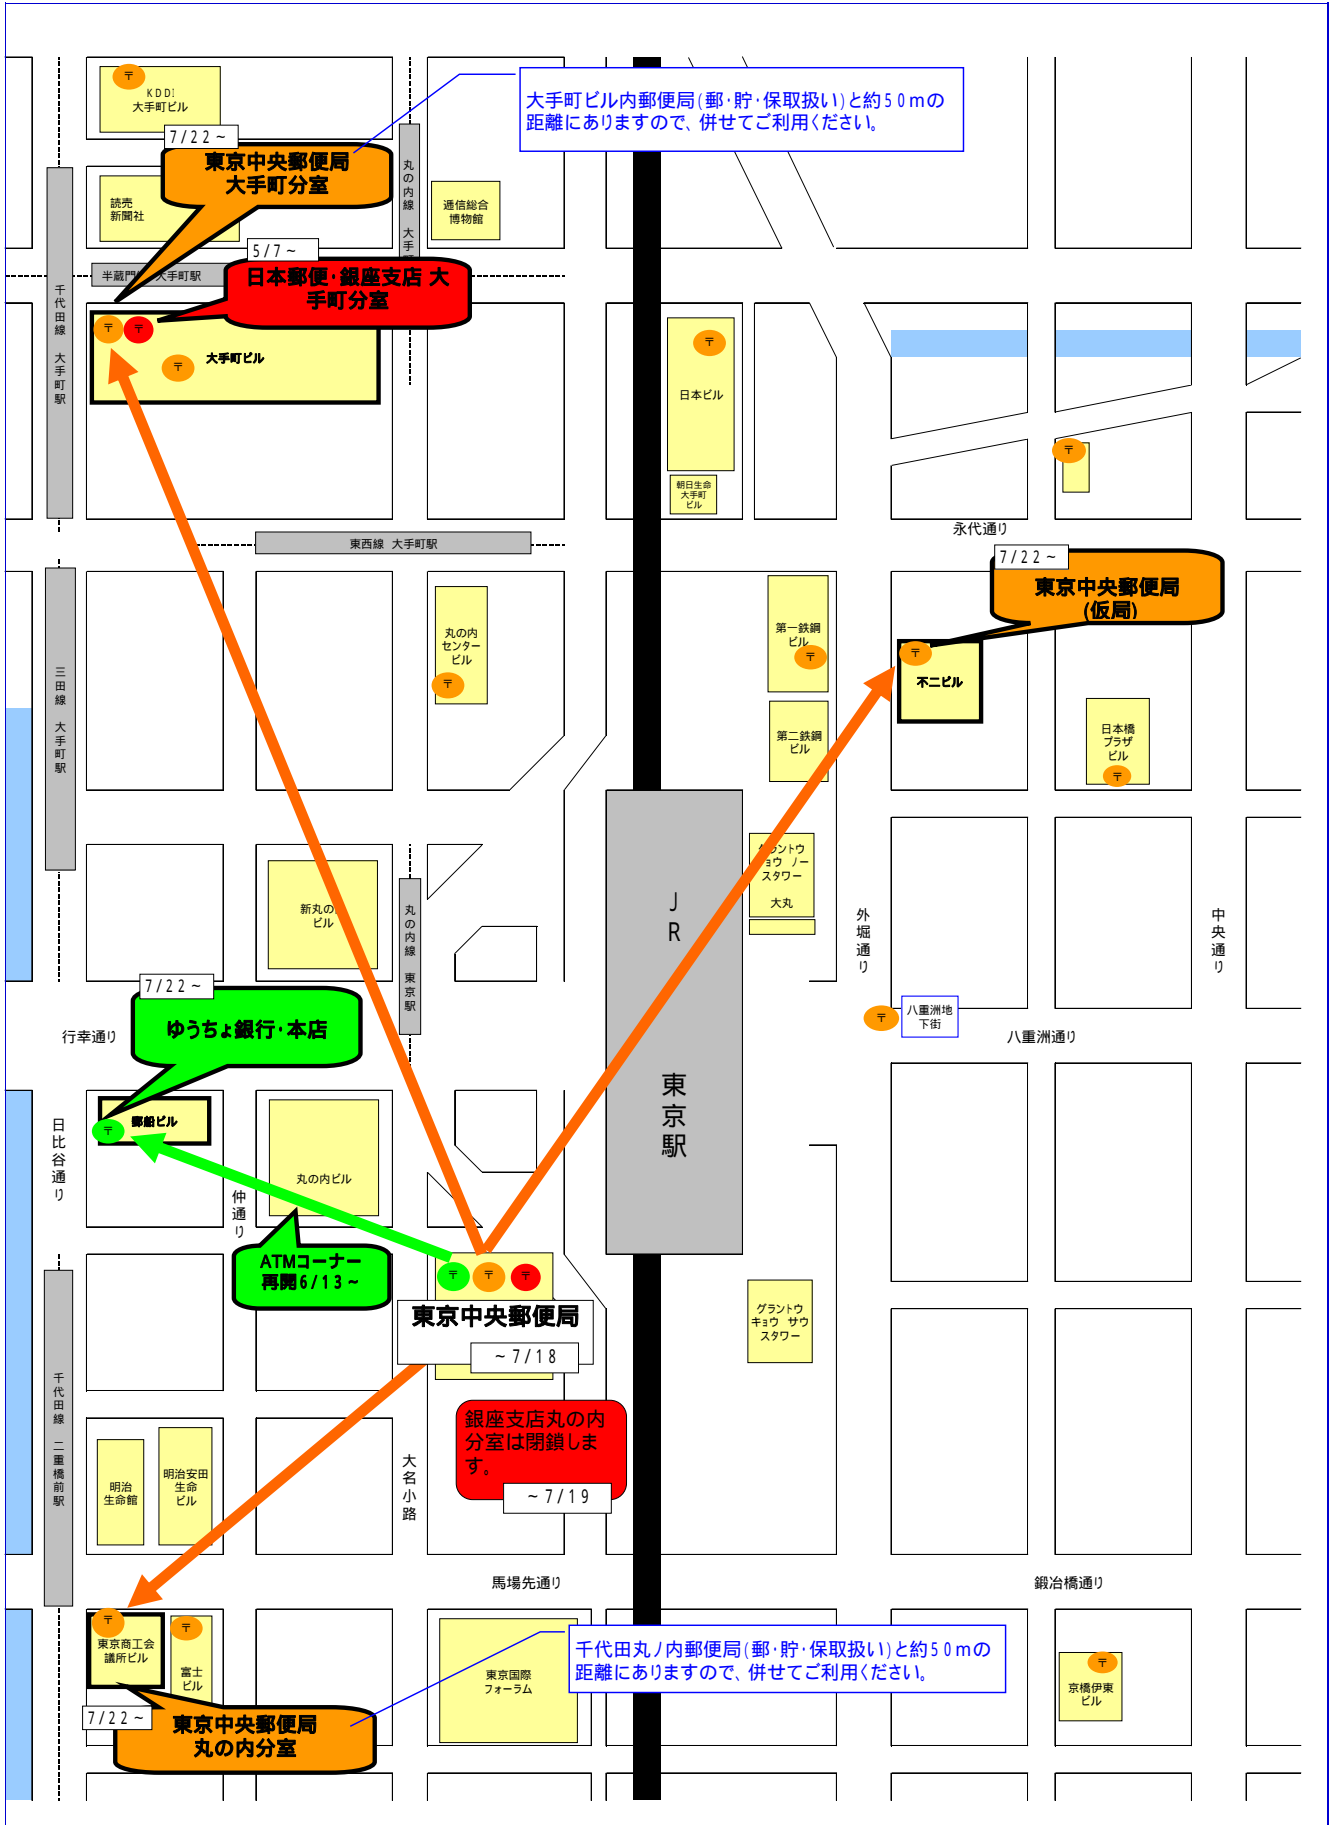 〒
KDDI
大手町ビル
大手町ビル内郵便局(郵・貯・保取扱い)と約50mの
距離にありますので、併せてご利用ください。
7/22~
東京中央郵便局
大手町分室
丸の内線 大手
読売
新聞社
逓信総合
博物館
5/7~
日本郵便・銀座支店 大
手町分室
半蔵門 大手町駅
千代田線 大手町駅
〒
〒
〒
大手町ビル
〒
日本ビル
朝日生命
大手町
ビル
〒
永代通り
東西線 大手町駅
7/22~
東京中央郵便局
(仮局)
三田線 大手町駅
丸の内
センター
ビル
〒
第一鉄鋼
ビル
〒
〒
不二ビル
第二鉄鋼
ビル
日本橋
プラザ
ビル
〒
グラントウ
キョウ ノー
スタワー
大丸
新丸の
ビル
丸の内線 東京駅
JR 東京駅
外堀通り
中央通り
7/22~
ゆうちょ銀行・本店
行幸通り
〒
八重洲地
下街
八重洲通り
郵船ビル
〒
日比谷通り
丸の内ビル
仲通り
ATMコーナー
再開6/13~
〒
〒
〒
東京中央郵便局
~7/18
グラントウ
キョウ サウ
スタワー
千代田線 二重橋前駅
銀座支店丸の内
分室は閉鎖しま
す。
~7/19
明治
生命館
明治安田
生命
ビル
大名小路
馬場先通り
鍛冶橋通り
〒
東京商工会
議所ビル
〒
富士
ビル
東京国際
フォーラム
千代田丸ノ内郵便局(郵・貯・保取扱い)と約50mの
距離にありますので、併せてご利用ください。
〒
京橋伊東
ビル
7/22~
東京中央郵便局
丸の内分室